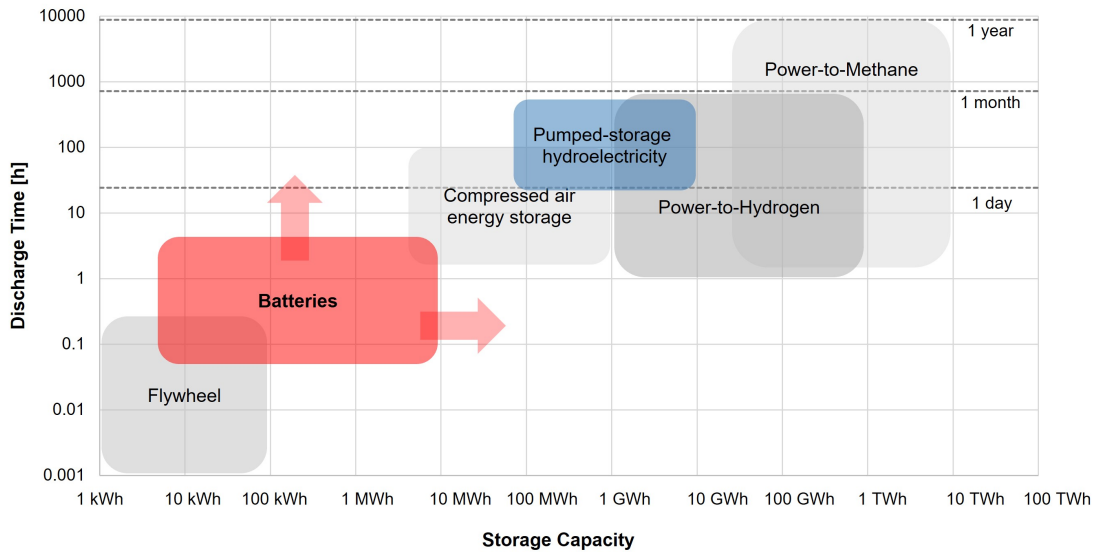 10000
1 year
Power-to-Methane
1000
1 month
Pumped-storage
hydroelectricity
100
Compressed air
energy storage
Power-to-Hydrogen
1 day
10
Discharge Time [h]
1
Batteries
0.1
Flywheel
0.01
0.001
1 kWh 10 kWh 100 kWh 1 MWh 10 MWh 100 MWh 1 GWh 10 GWh 100 GWh 1 TWh 10 TWh 100 TWh
Storage Capacity